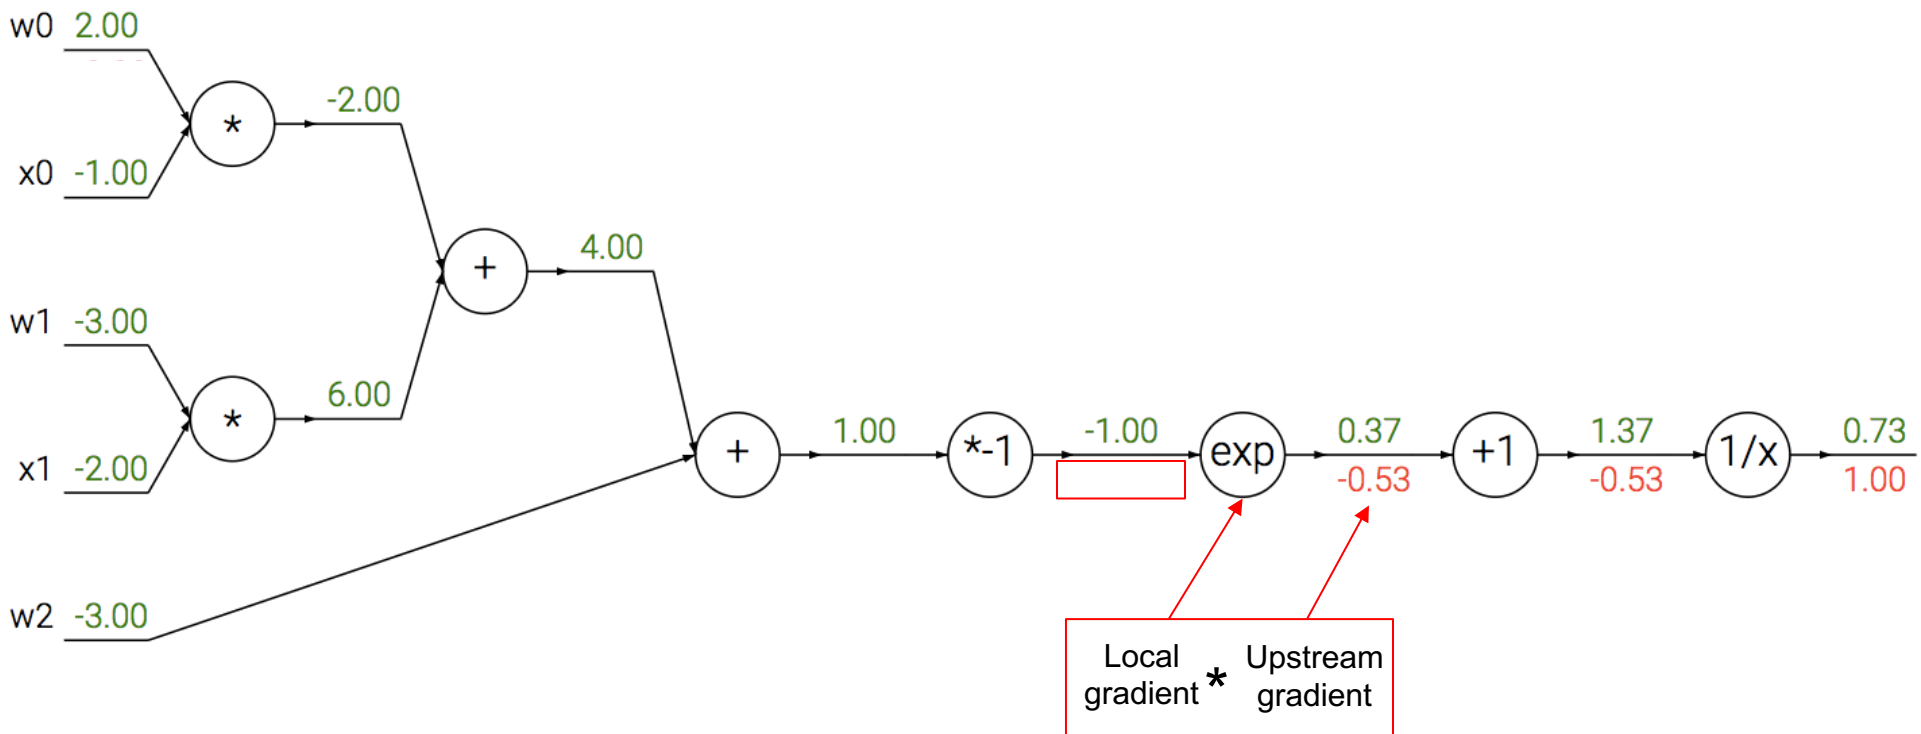 w0 2.00
-2.00
*
x0 -1.00
4.00
+
w1 -3.00
6.00
*
x1 -2.00
1.00 -1.00 0.37 1.37 0.73
+ *-1 exp +1 1/x
-0.53 -0.53 1.00
w2 -3.00
Local Upstream
gradient * gradient